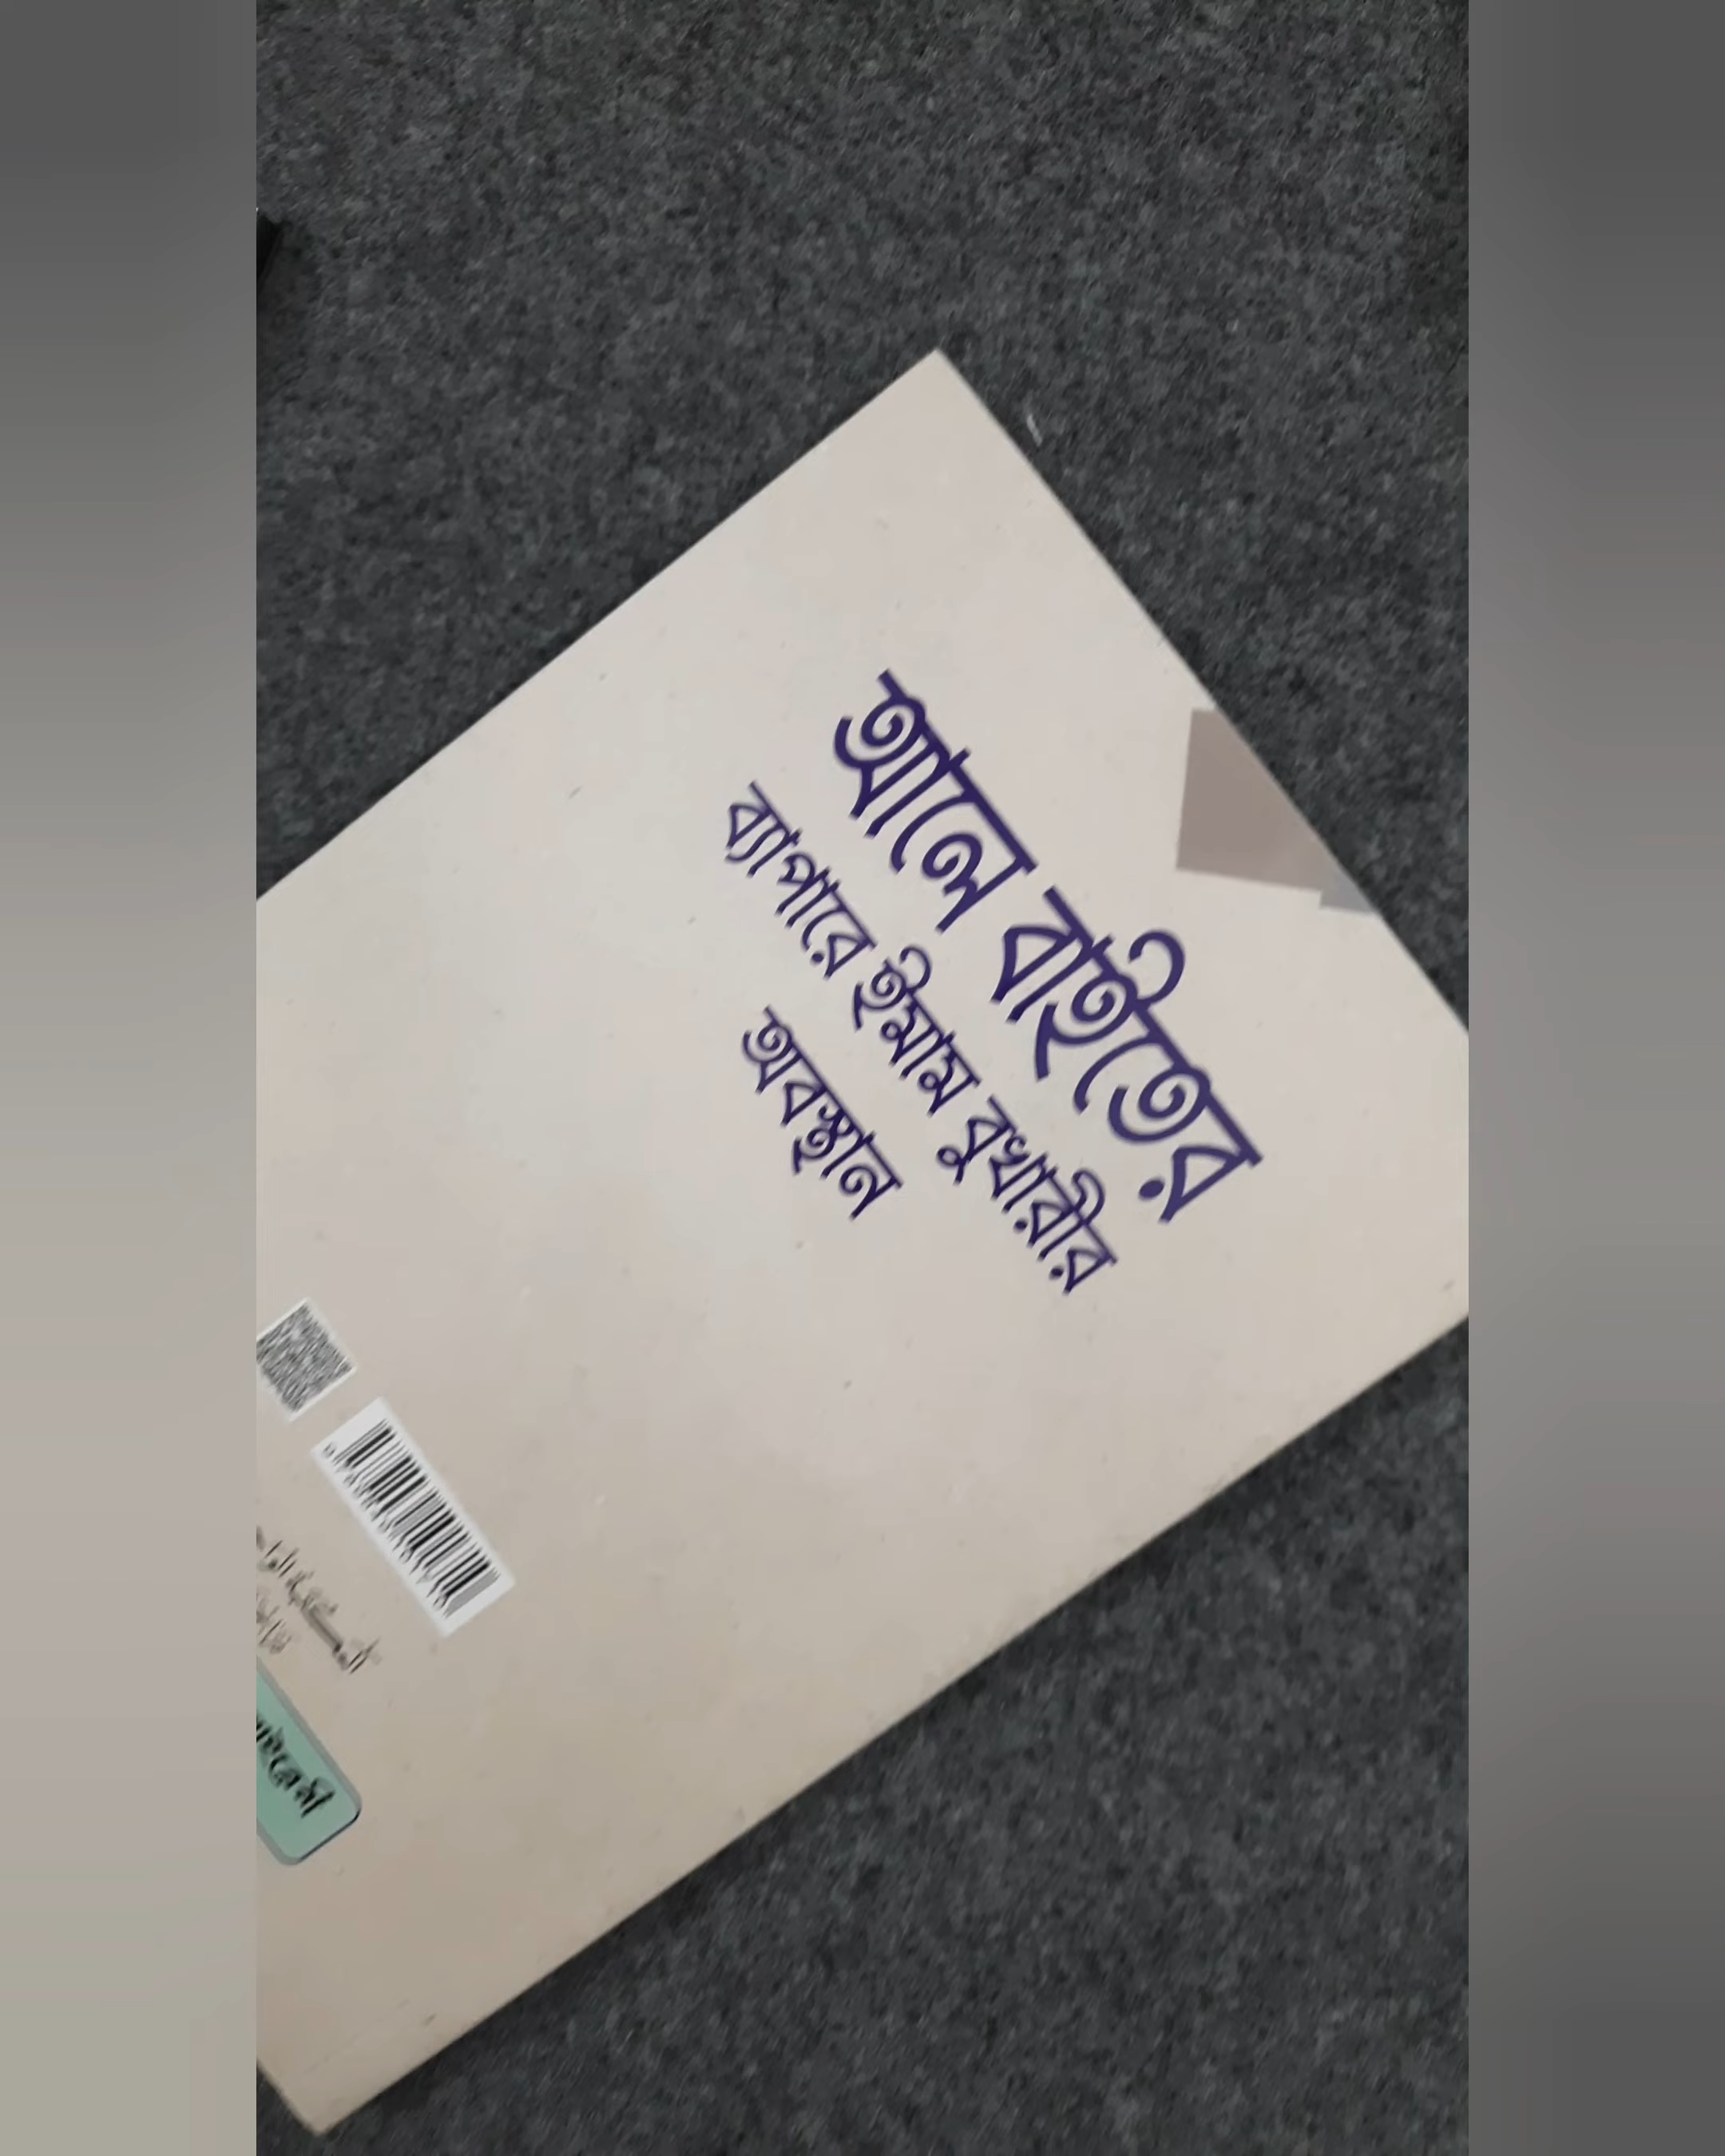 আলে বাইতের
ব্যাপারে ইমাম বুখারীর
অবস্থান